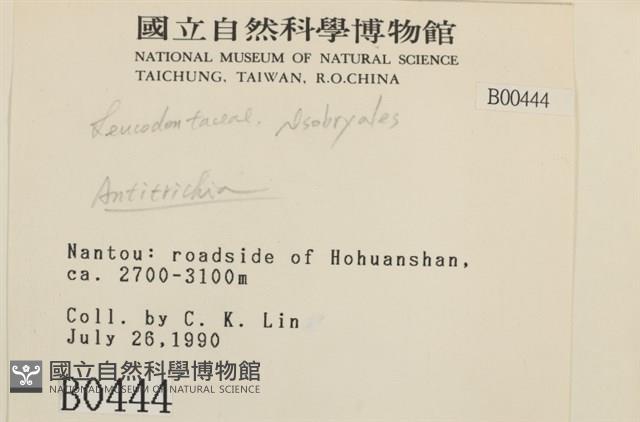 國立自然科學博物館
NATIONAL MUSEUM OF NATURAL SCIENCE
TAICHUNG, TAIWAN, R.O.CHINA
B00444
Leucodontaceae. Isobryales
Antitrichia
Nantou: roadside of Hohuanshan,
ca. 2700-3100m
Coll. by C. K. Lin
July 26,1990
國立自然科學博物館
NATIONAL MUSEUM OF NATURAL SCIENCE
B0444